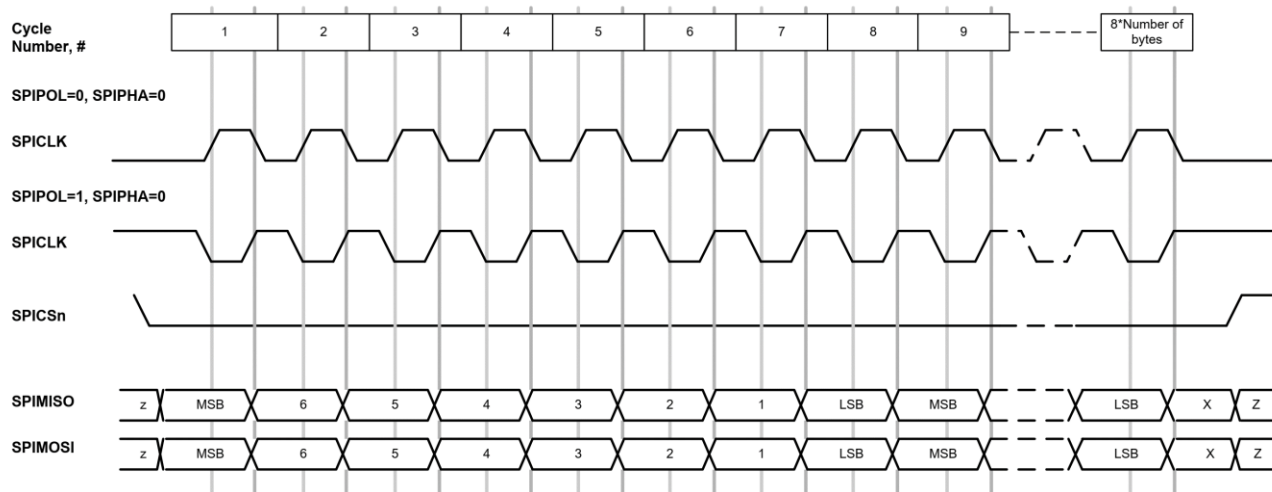 Cycle
Number, #
1 2 3 4 5 6 7 8 9
8*Number of
bytes
SPIPOL=0, SPIPHA=0
SPICLK
SPIPOL=1, SPIPHA=0
SPICLK
SPICSn
SPIMISO z MSB 6 5 4 3 2 1 LSB MSB LSB X Z
SPIMOSI z MSB 6 5 4 3 2 1 LSB MSB LSB X Z